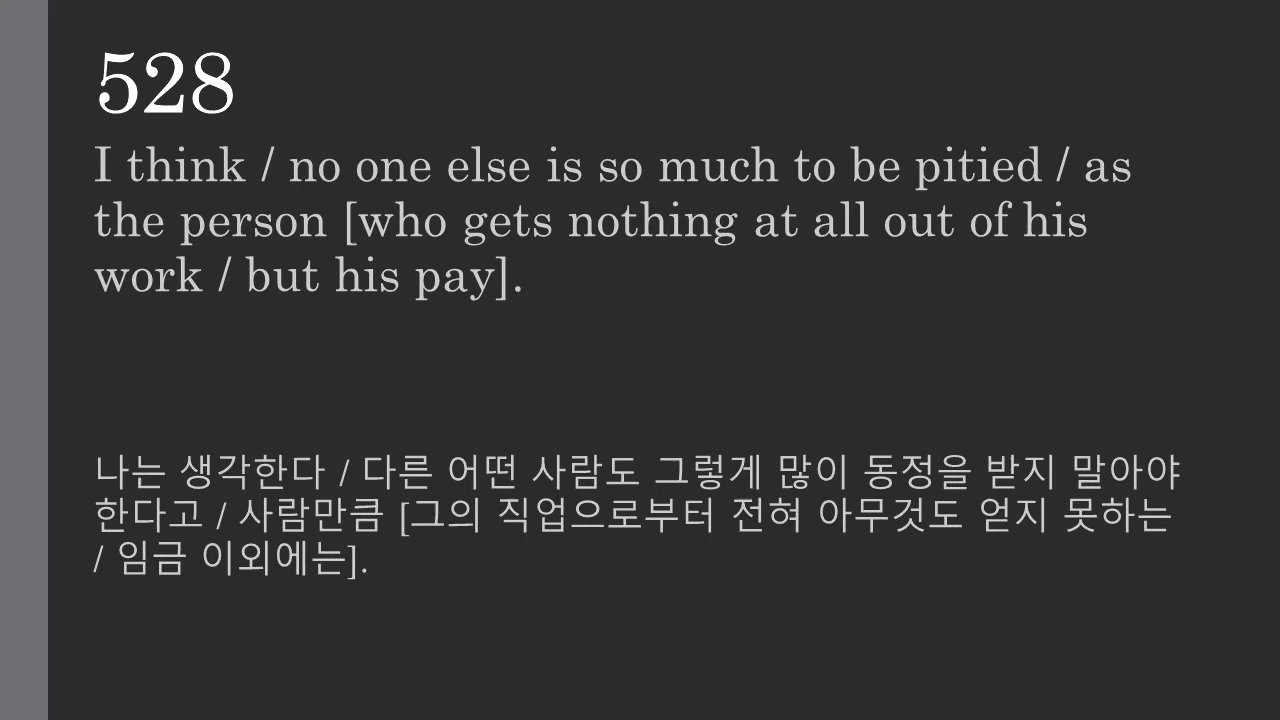 528
I think / no one else is so much to be pitied / as
the person [who gets nothing at all out of his
work / but his pay].
나는 생각한다 / 다른 어떤 사람도 그렇게 많이 동정을 받지 말아야
한다고 / 사람만큼 [그의 직업으로부터 전혀 아무것도 얻지 못하는
/ 임금 이외에는].